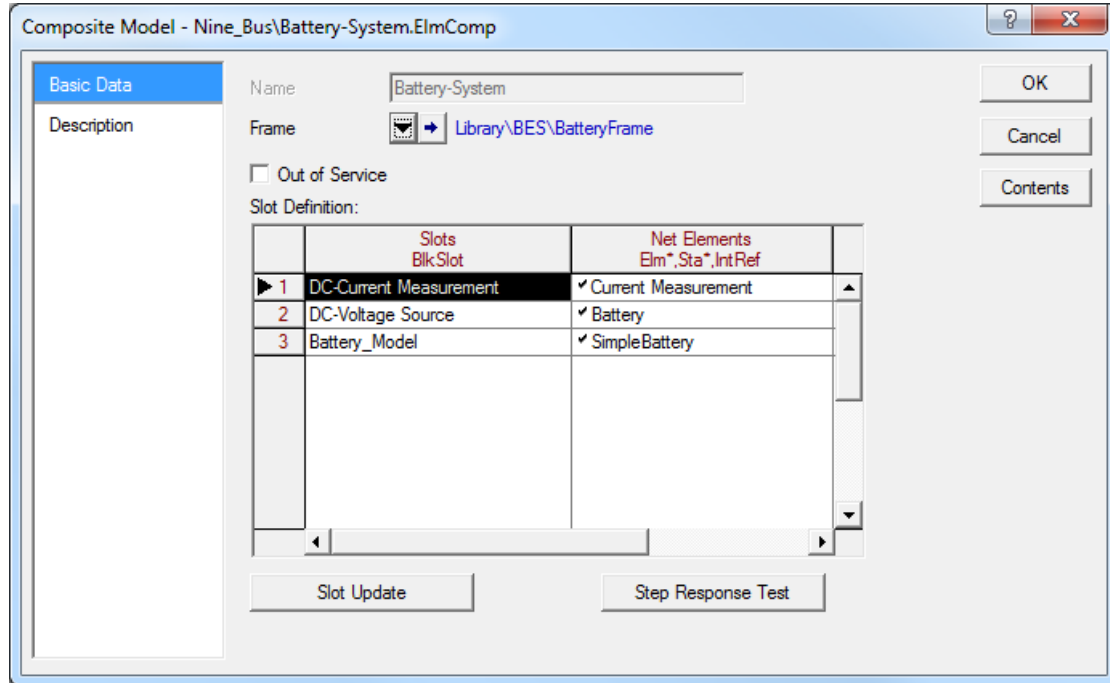 Composite Model - Nine_Bus\Battery-System.ElmComp
Basic Data
Description
Name Battery-System
Frame Library\BES\BatteryFrame
Out of Service
Slot Definition:
Slots Net Elements
BlkSlot Elm*,Sta*,IntRef
1 DC-Current Measurement Current Measurement
2 DC-Voltage Source Battery
3 Battery_Model SimpleBattery
Slot Update Step Response Test
OK
Cancel
Contents